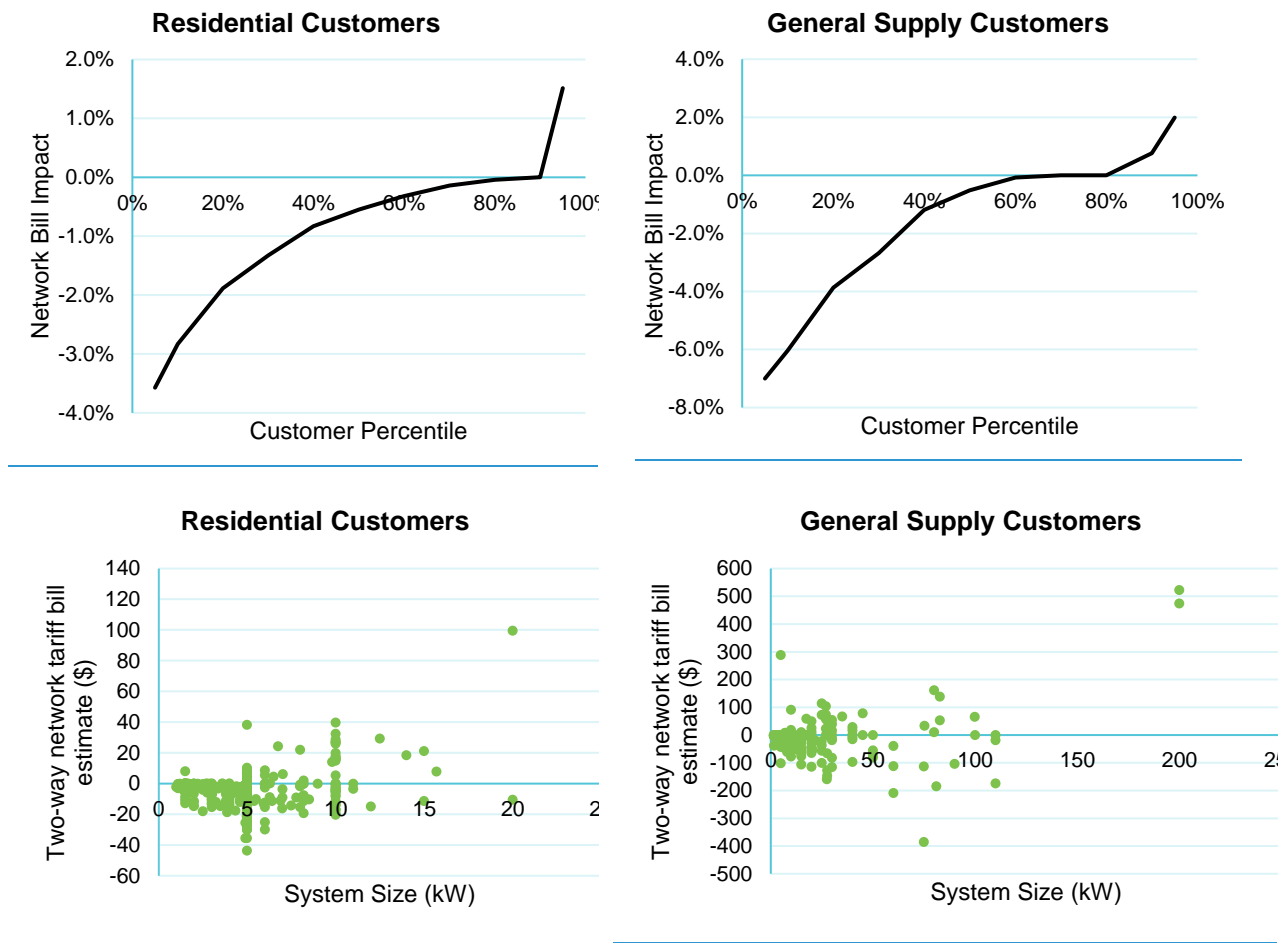 Residential Customers
2.0%
1.0%
0.0%
-1.0%
-2.0%
-3.0%
-4.0%
0% 20% 40% 60% 80% 100%
Network Bill Impact
Customer Percentile
General Supply Customers
4.0%
2.0%
0.0%
-2.0%
-4.0%
-6.0%
-8.0%
0% 20% 40% 60% 80% 100%
Network Bill Impact
Customer Percentile
Residential Customers
140
120
100
80
60
40
20
0
-20
-40
-60
0 5 10 15 20 2
Two-way network tariff bill
estimate ($)
System Size (kW)
General Supply Customers
600
500
400
300
200
100
0
-100
-200
-300
-400
-500
0 50 100 150 200 25
Two-way network tariff bill
estimate ($)
System Size (kW)